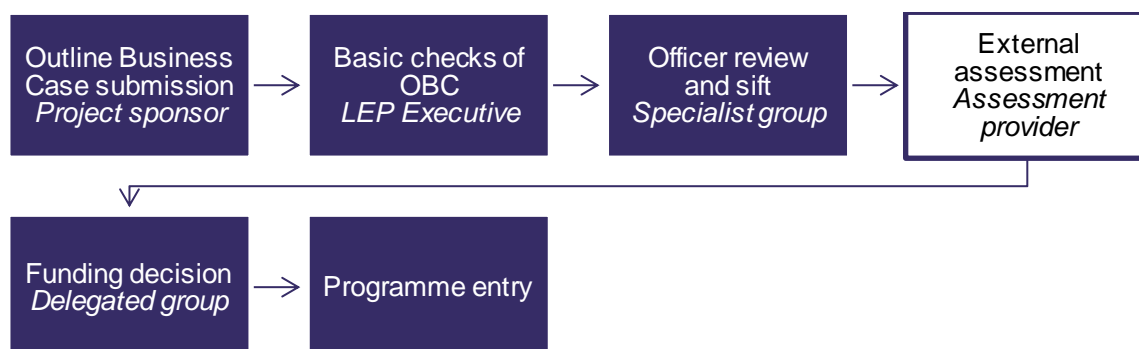 Outline Business
Case submission
Project sponsor
Basic checks of
OBC
LEP Executive
Officer review
and sift
Specialist group
External
assessment
Assessment
provider
Funding decision
Delegated group
Programme entry